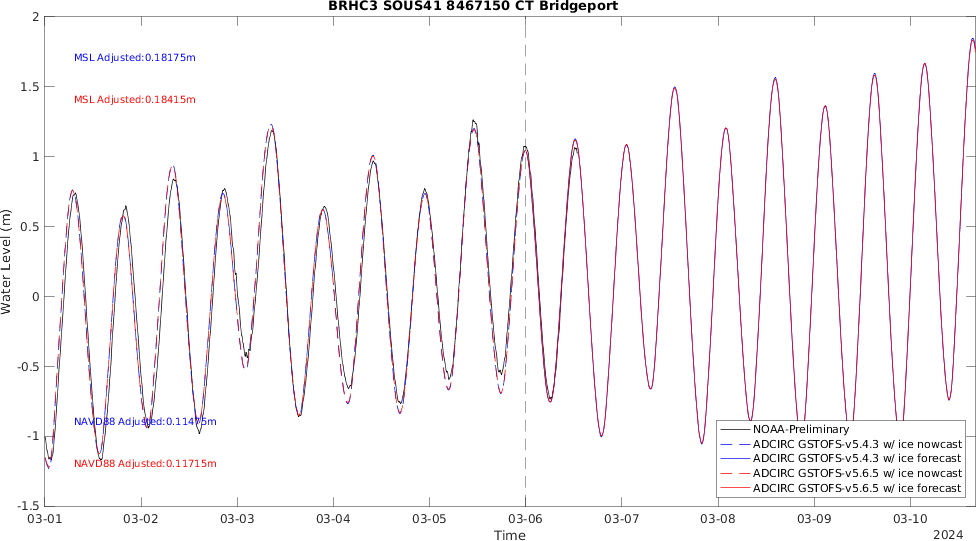 BRHC3 SOUS41 8467150 CT Bridgeport
2
1.5
1
0.5
0
-0.5
-1
-1.5
Water Level (m)
MSL Adjusted:0.18175m
MSL Adjusted:0.18415m
NAVD88 Adjusted:0.11475m
NAVD88 Adjusted:0.11715m
NOAA-Preliminary
ADCIRC GSTOFS-v5.4.3 w/ ice nowcast
ADCIRC GSTOFS-v5.4.3 w/ ice forecast
ADCIRC GSTOFS-v5.6.5 w/ ice nowcast
ADCIRC GSTOFS-v5.6.5 w/ ice forecast
03-01 03-02 03-03 03-04 03-05 03-06 03-07 03-08 03-09 03-10
Time
2024